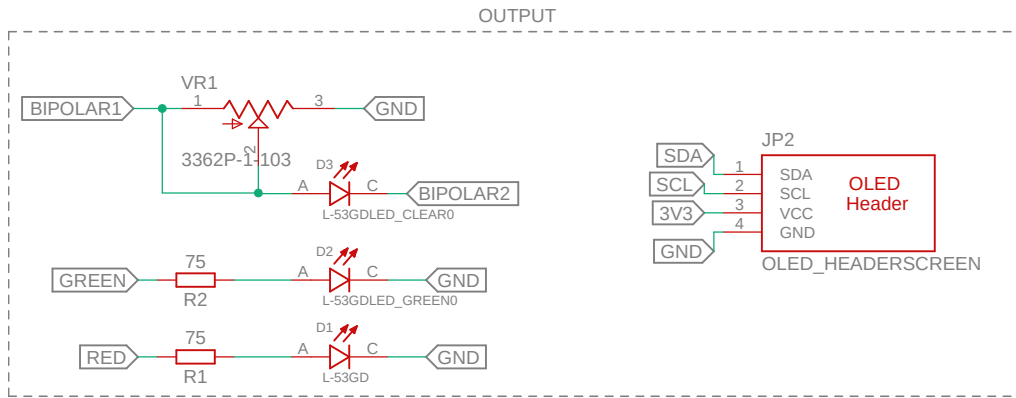 OUTPUT
VR1
BIPOLAR1
1
3
GND
2
3362P-1-103
D3
A
C
BIPOLAR2
L-53GDLED_CLEAR0
D2
GREEN
75
A
C
GND
R2
L-53GDLED_GREEN0
D1
RED
75
A
C
GND
R1
L-53GD
JP2
SDA
1
SDA
OLED
SCL
2
SCL
Header
3V3
3
VCC
GND
4
GND
OLED_HEADERSCREEN